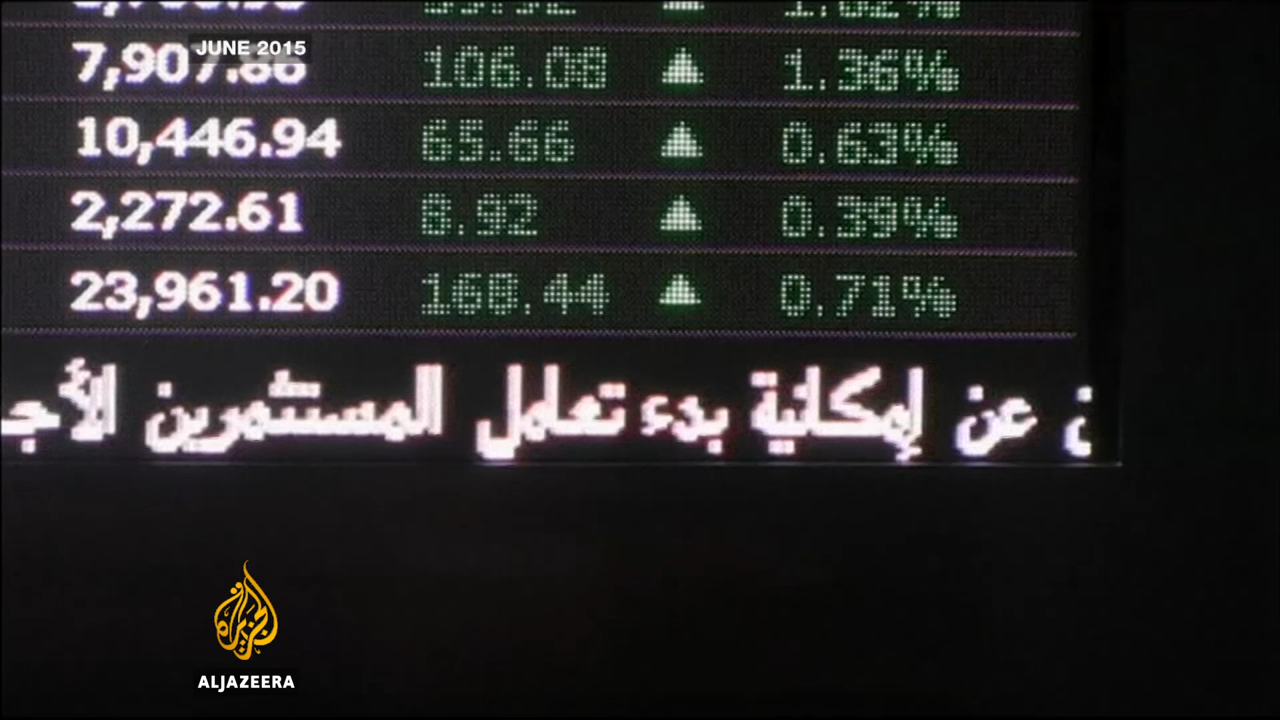 JUNE 2015
7,907.86 106.08 ▲ 1.36%
10,446.94 65.66 ▲ 0.63%
2,272.61 8.92 ▲ 0.39%
23,961.20 168.44 ▲ 0.71%
عن إمكانية بدء تعامل المستثمرين الأجـ
ALJAZEERA